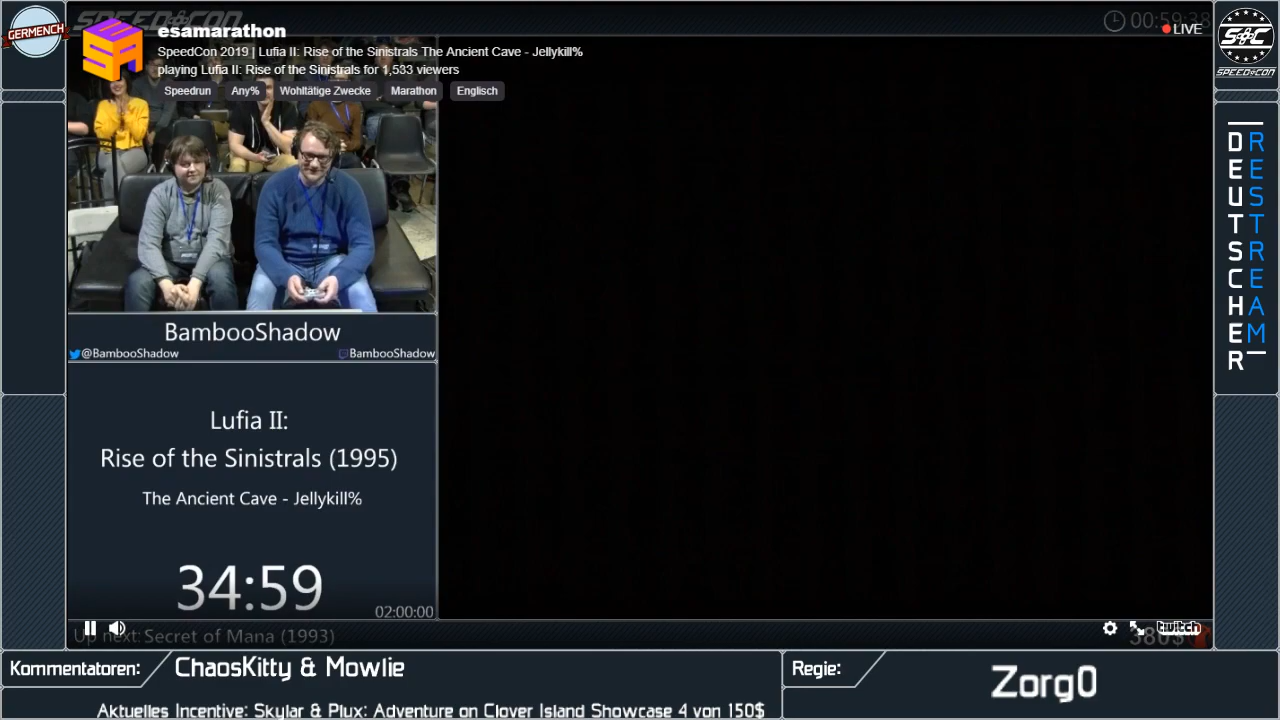 GERMENCH
SPEEDCON
esamarathon
SpeedCon 2019 | Lufia II: Rise of the Sinistrals The Ancient Cave - Jellykill%
playing Lufia II: Rise of the Sinistrals for 1,533 viewers
Speedrun Any% Wohltätige Zwecke Marathon Englisch
00:59:38
LIVE
S&C
SPEEDCON
DEUTSCHER
RESTREAM
BambooShadow
@BambooShadow BambooShadow
Lufia II:
Rise of the Sinistrals (1995)
The Ancient Cave - Jellykill%
34:59
02:00:00
Up next: Secret of Mana (1993)
twitch
380$
Kommentatoren: ChaosKitty & Mowlie
Regie: Zorg0
Aktuelles Incentive: Skylar & Plux: Adventure on Clover Island Showcase 4 von 150$